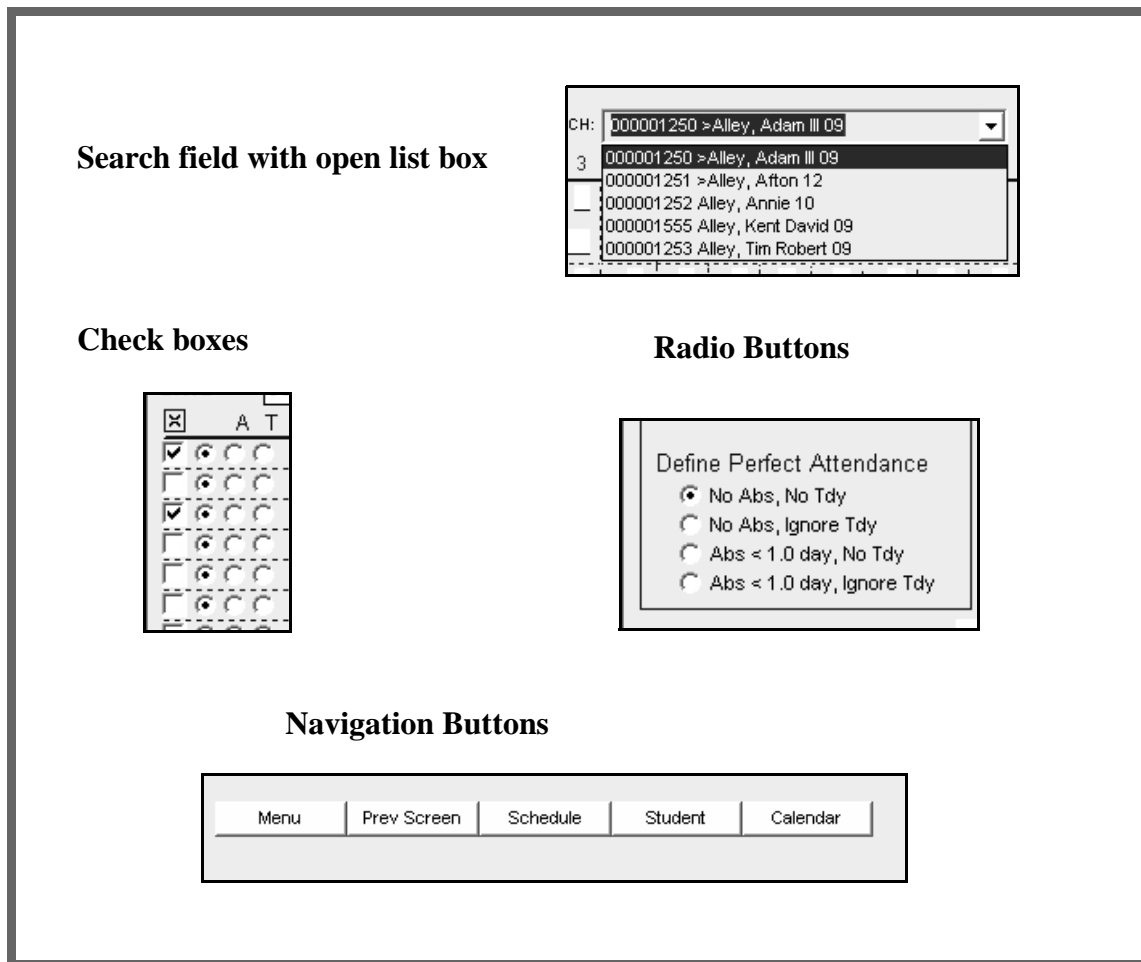 Search field with open list box
CH: 000001250 >Alley, Adam III 09
3
000001250 >Alley, Adam III 09
000001251 >Alley, Afton 12
000001252 Alley, Annie 10
000001555 Alley, Kent David 09
000001253 Alley, Tim Robert 09
Check boxes
Radio Buttons
A T
Define Perfect Attendance
No Abs, No Tdy
No Abs, Ignore Tdy
Abs < 1.0 day, No Tdy
Abs < 1.0 day, Ignore Tdy
Navigation Buttons
Menu Prev Screen Schedule Student Calendar